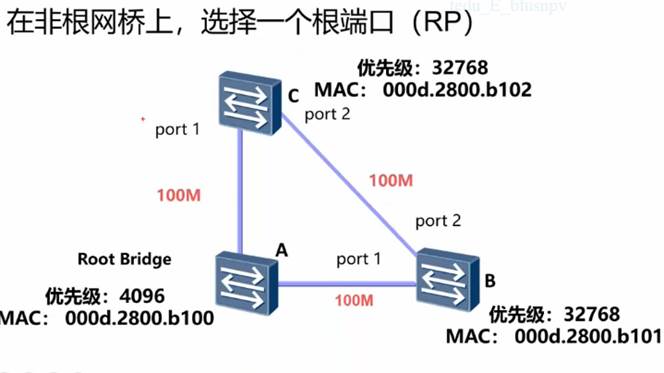 在非根网桥上，选择一个根端口（RP）
优先级：32768
MAC： 000d.2800.b102
C
port 2
port 1
100M
100M
port 2
Root Bridge
A
port 1
B
100M
优先级：4096
MAC： 000d.2800.b100
优先级：32768
MAC： 000d.2800.b101